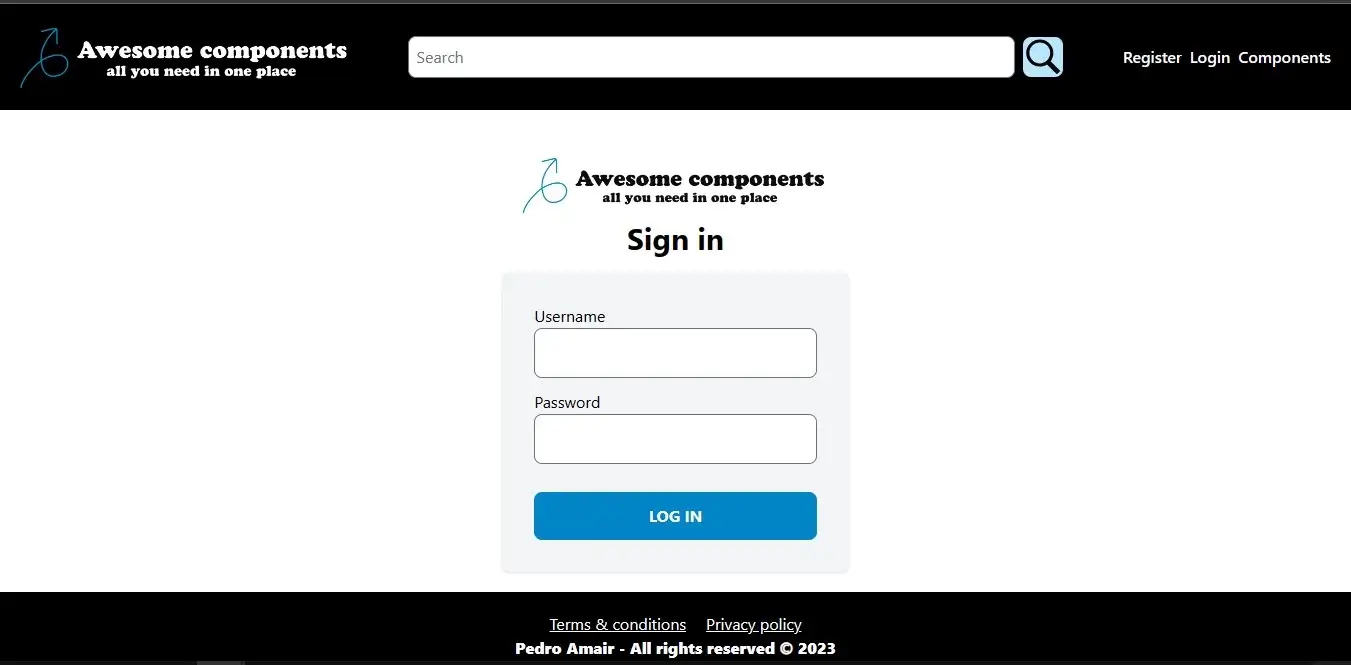 Awesome components
all you need in one place
Search
Register Login Components
Awesome components
all you need in one place
Sign in
Username
Password
LOG IN
Terms & conditions Privacy policy
Pedro Amair - All rights reserved © 2023